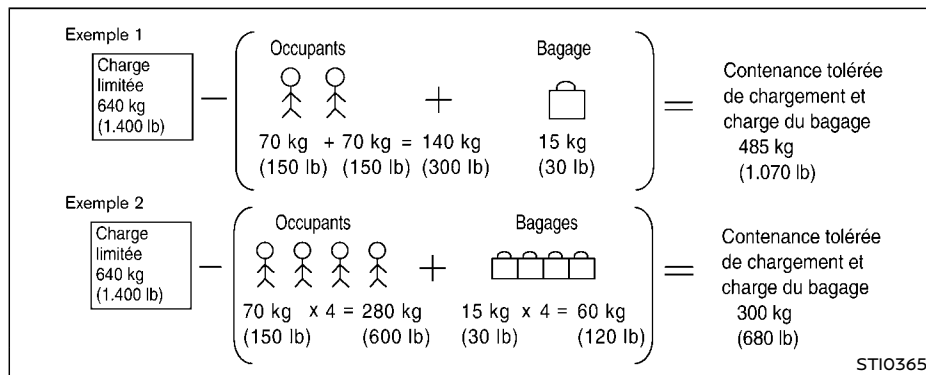 Exemple 1
Charge
limitée
640 kg
(1.400 lb)
−
Occupants
70 kg + 70 kg = 140 kg
(150 lb) (150 lb) (300 lb)
+
Bagage
15 kg
(30 lb)
=
Contenance tolérée
de chargement et
charge du bagage
485 kg
(1.070 lb)
Exemple 2
Charge
limitée
640 kg
(1.400 lb)
−
Occupants
70 kg x 4 = 280 kg
(150 lb) (600 lb)
+
Bagages
15 kg x 4 = 60 kg
(30 lb) (120 lb)
=
Contenance tolérée
de chargement et
charge du bagage
300 kg
(680 lb)
STI0365